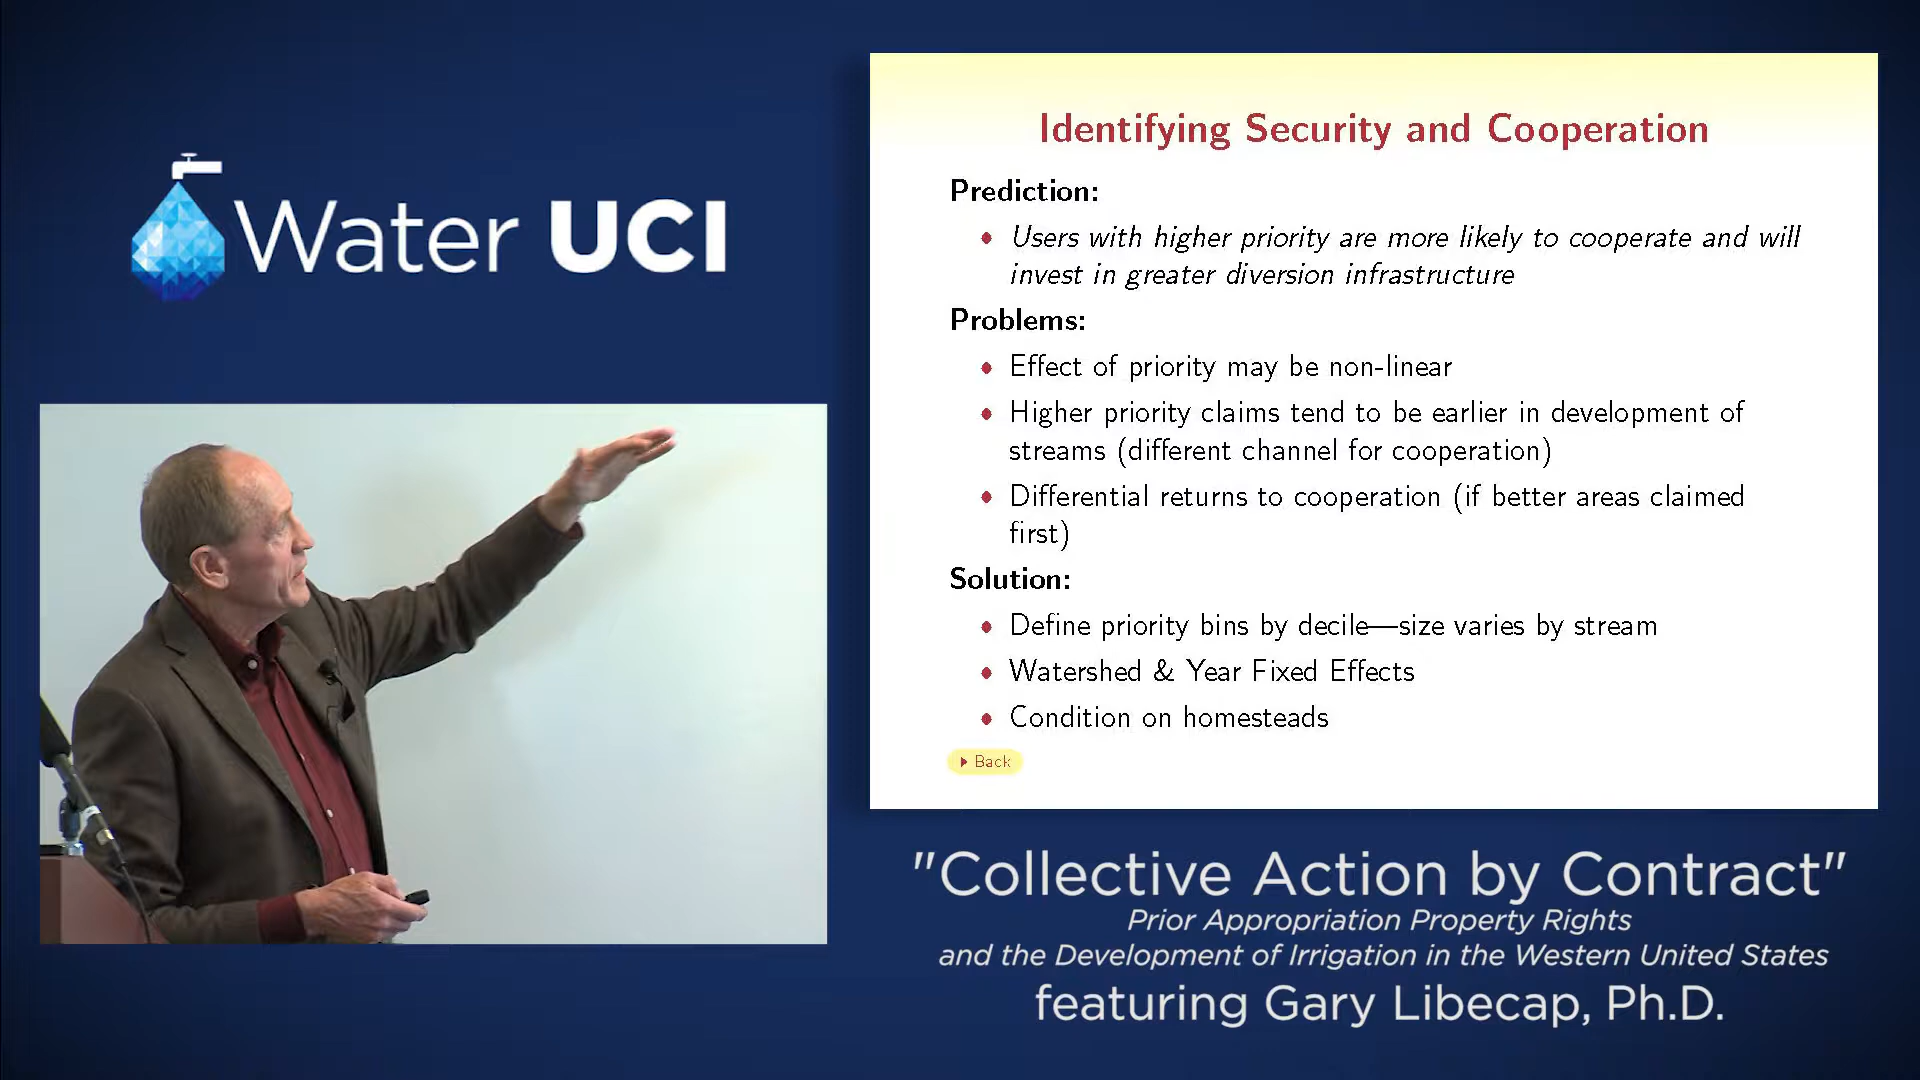 Water UCI
Identifying Security and Cooperation
Prediction:
• Users with higher priority are more likely to cooperate and will
invest in greater diversion infrastructure
Problems:
• Effect of priority may be non-linear
• Higher priority claims tend to be earlier in development of
streams (different channel for cooperation)
• Differential returns to cooperation (if better areas claimed
first)
Solution:
• Define priority bins by decile—size varies by stream
• Watershed & Year Fixed Effects
• Condition on homesteads
Back
"Collective Action by Contract"
Prior Appropriation Property Rights
and the Development of Irrigation in the Western United States
featuring Gary Libecap, Ph.D.